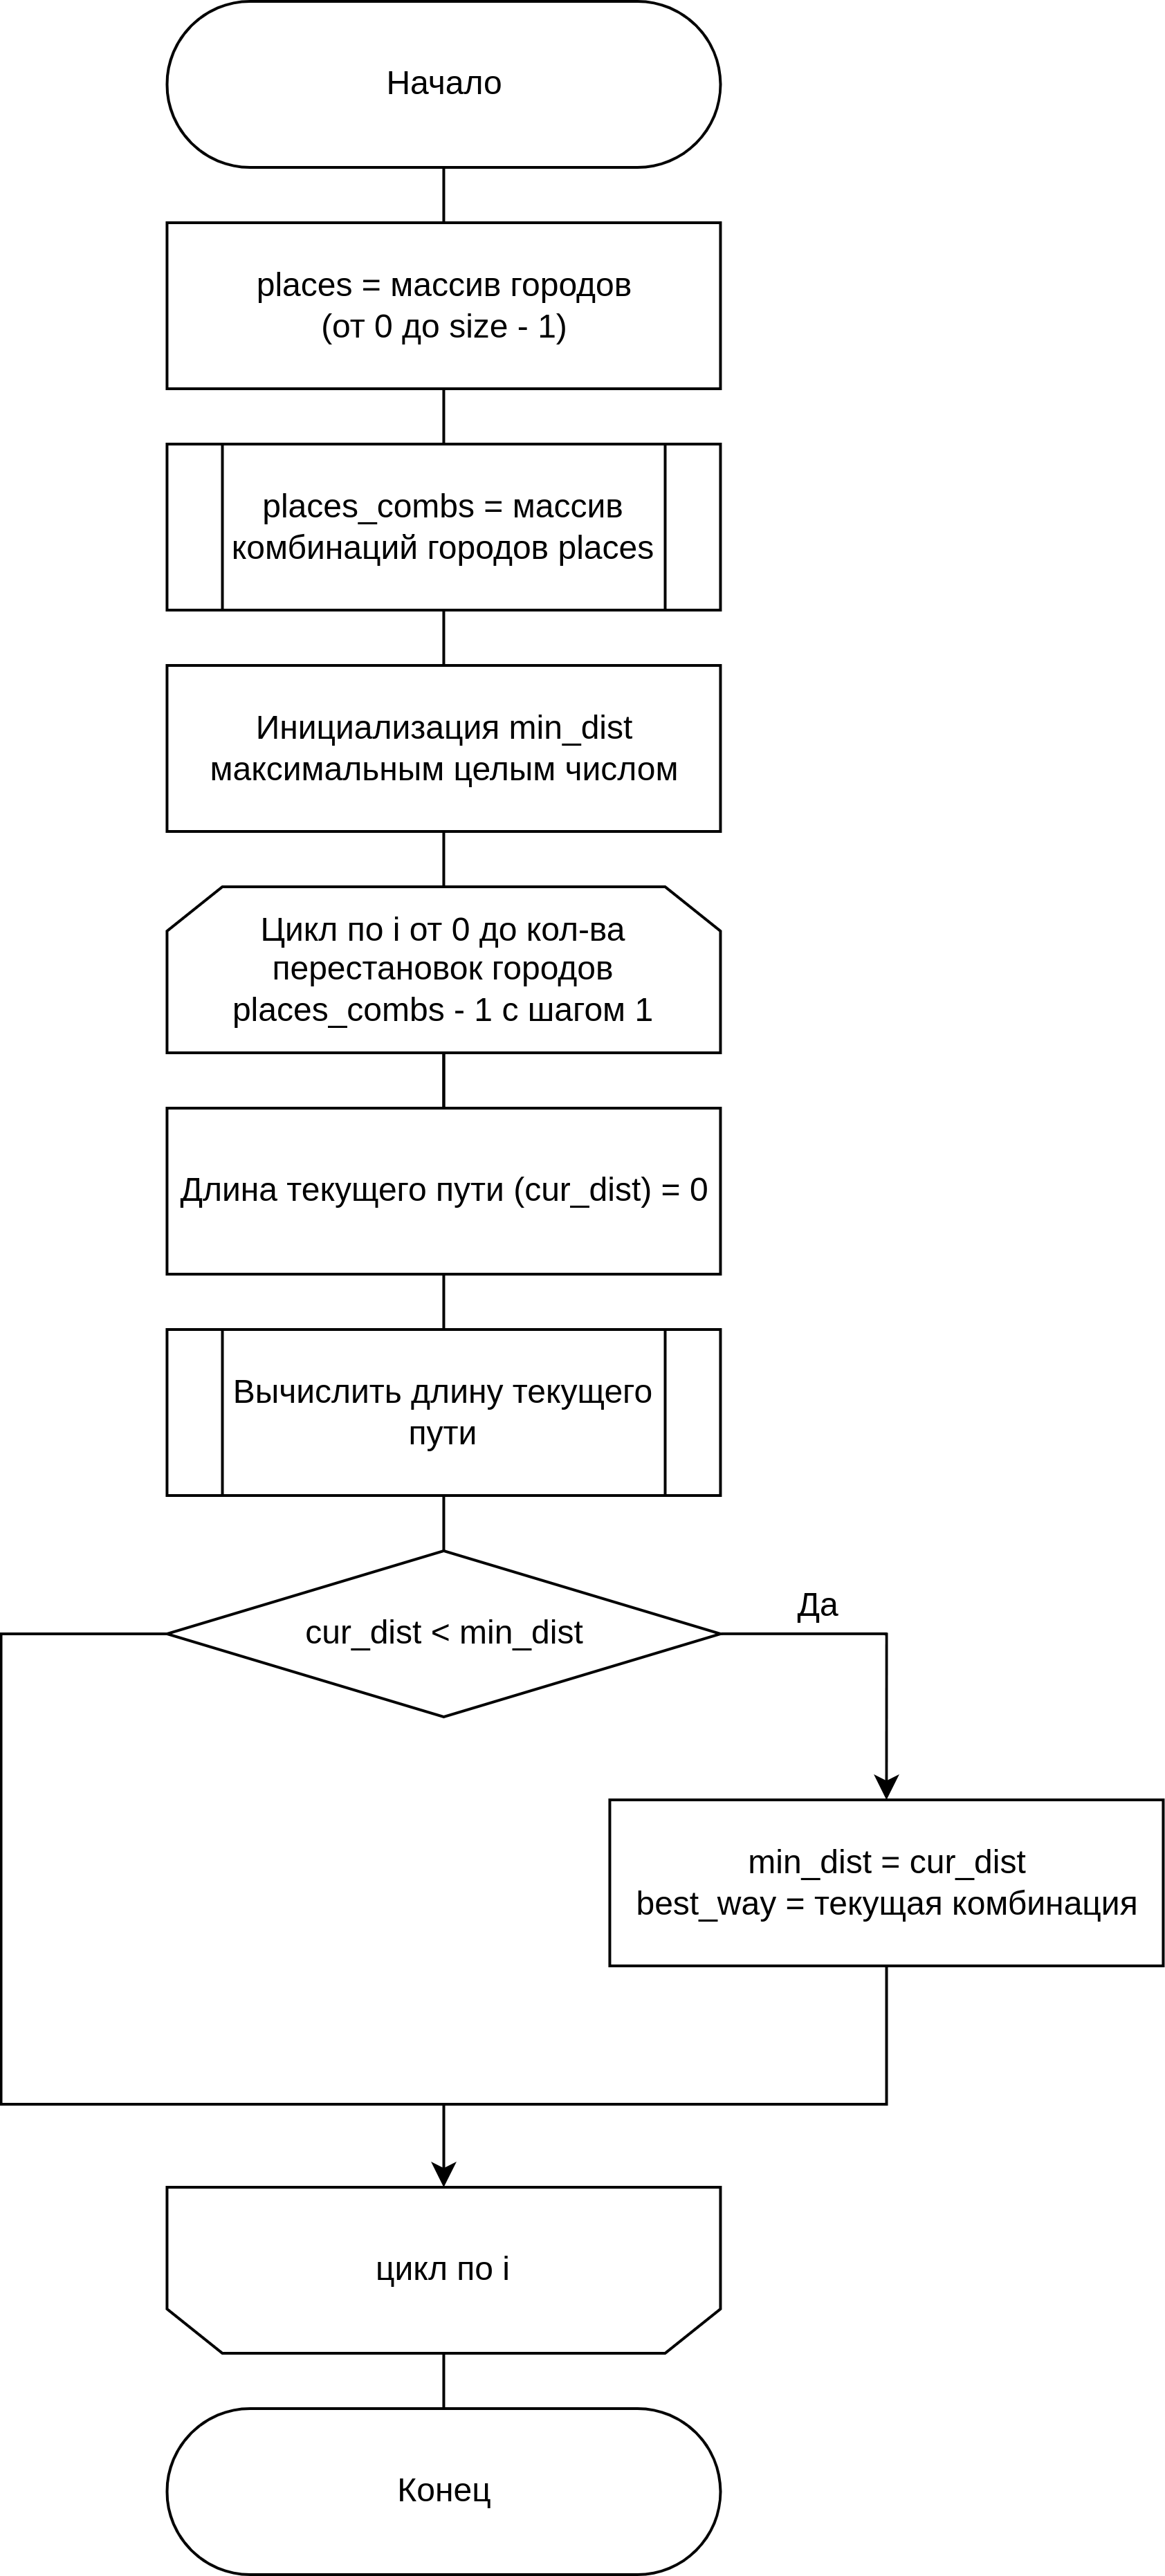 Начало
places = массив городов
(от 0 до size - 1)
places_combs = массив
комбинаций городов places
Инициализация min_dist
максимальным целым числом
Цикл по i от 0 до кол-ва
перестановок городов
places_combs - 1 с шагом 1
Длина текущего пути (cur_dist) = 0
Вычислить длину текущего
пути
cur_dist < min_dist
Да
min_dist = cur_dist
best_way = текущая комбинация
цикл по i
Конец